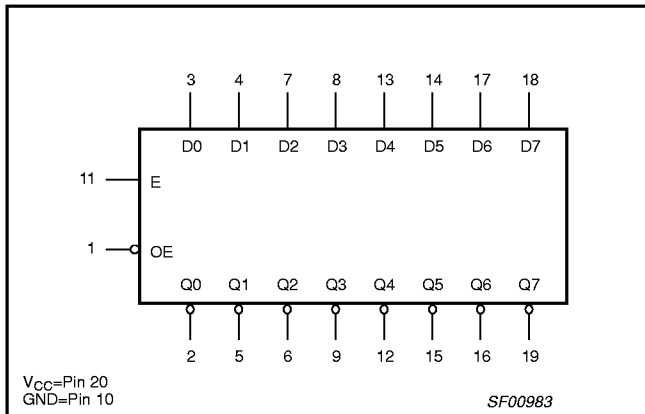 3 4 7 8 13 14 17 18
D0 D1 D2 D3 D4 D5 D6 D7
11 E
1 OE
Q0 Q1 Q2 Q3 Q4 Q5 Q6 Q7
2 5 6 9 12 15 16 19
VCC=Pin 20
GND=Pin 10
SF00983